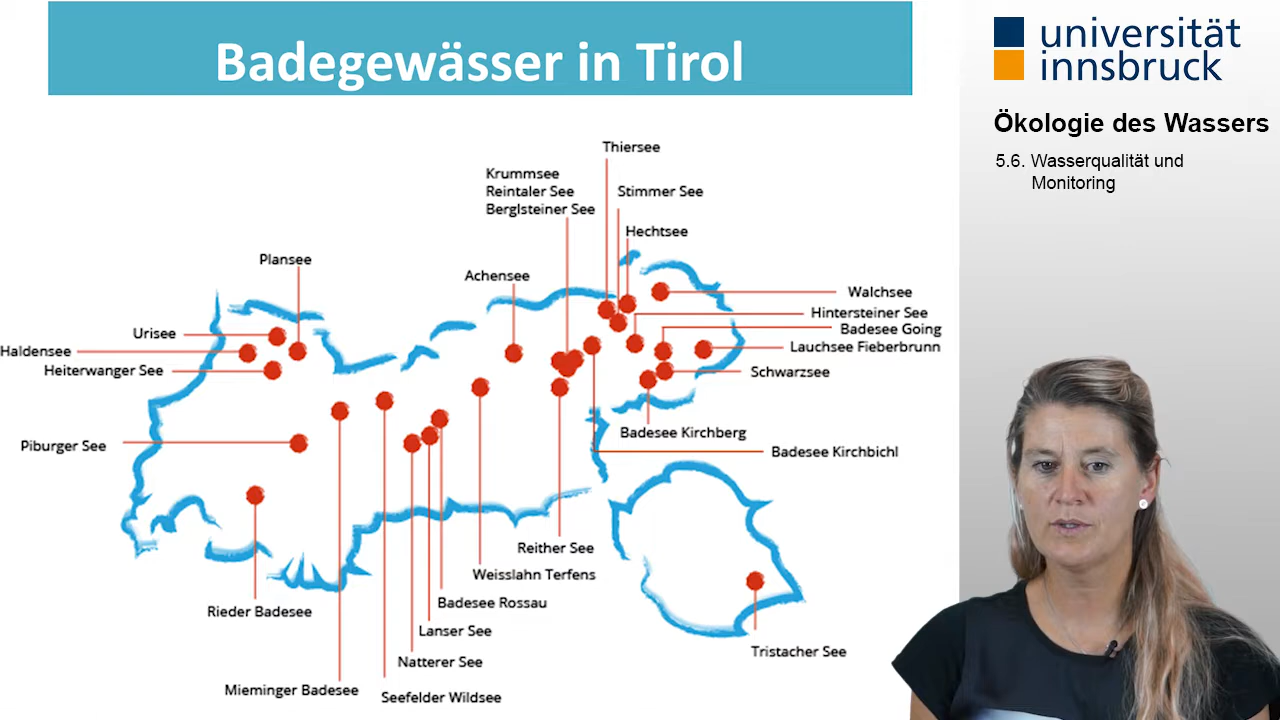 Badegewässer in Tirol
universität
innsbruck
Ökologie des Wassers
5.6. Wasserqualität und
Monitoring
Thiersee
Krummsee
Reintaler See
Berglsteiner See
Stimmer See
Hechtsee
Plansee
Achensee
Walchsee
Hintersteiner See
Badesee Going
Urisee
Haldensee
Lauchsee Fieberbrunn
Heiterwanger See
Schwarzsee
Badesee Kirchberg
Piburger See
Badesee Kirchbichl
Reither See
Weisslahn Terfens
Badesee Rossau
Rieder Badesee
Lanser See
Tristacher See
Natterer See
Mieminger Badesee
Seefelder Wildsee